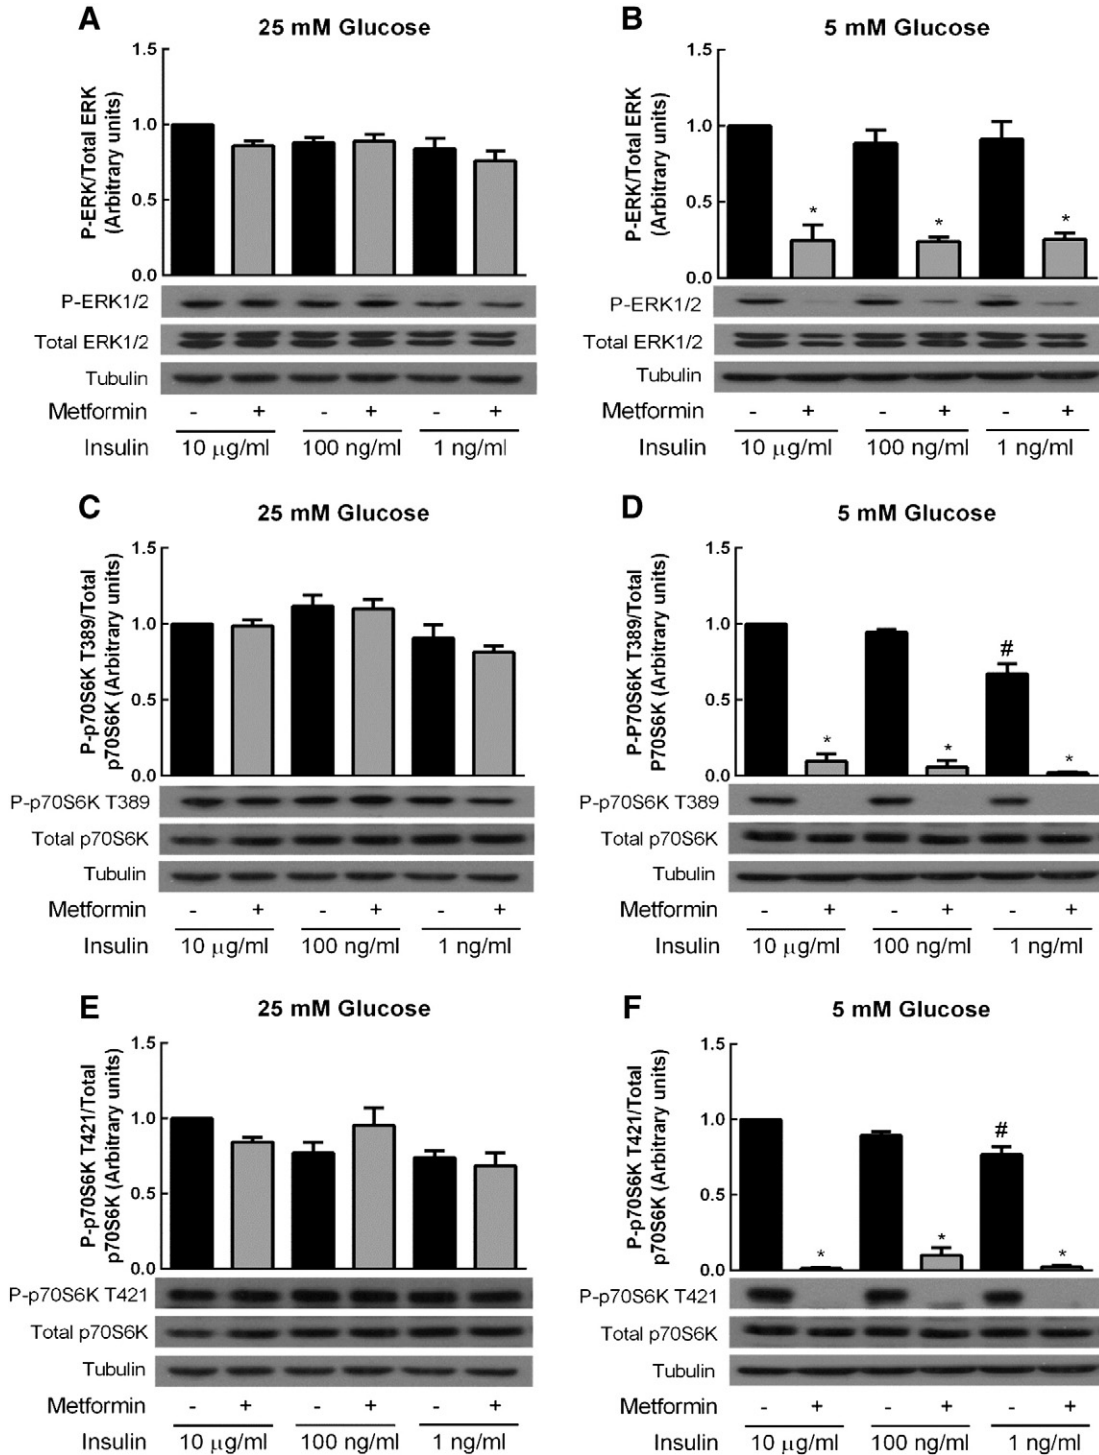 A
25 mM Glucose
P-ERK/Total ERK
(Arbitrary units)
1.5
1.0
0.5
0.0
P-ERK1/2
Total ERK1/2
Tubulin
Metformin - + - + - +
Insulin 10 μg/ml 100 ng/ml 1 ng/ml
B
5 mM Glucose
P-ERK/Total ERK
(Arbitrary units)
1.5
1.0
0.5
0.0
* * *
P-ERK1/2
Total ERK1/2
Tubulin
Metformin - + - + - +
Insulin 10 μg/ml 100 ng/ml 1 ng/ml
C
25 mM Glucose
P-p70S6K T389/Total
p70S6K (Arbitrary units)
1.5
1.0
0.5
0.0
P-p70S6K T389
Total p70S6K
Tubulin
Metformin - + - + - +
Insulin 10 μg/ml 100 ng/ml 1 ng/ml
D
5 mM Glucose
P-P70S6K T389/Total
P70S6K (Arbitrary units)
1.5
1.0
0.5
0.0
#
* * *
P-p70S6K T389
Total p70S6K
Tubulin
Metformin - + - + - +
Insulin 10 μg/ml 100 ng/ml 1 ng/ml
E
25 mM Glucose
P-p70S6K T421/Total
p70S6K (Arbitrary units)
1.5
1.0
0.5
0.0
P-p70S6K T421
Total p70S6K
Tubulin
Metformin - + - + - +
Insulin 10 μg/ml 100 ng/ml 1 ng/ml
F
5 mM Glucose
P-p70S6K T421/Total
p70S6K (Arbitrary units)
1.5
1.0
0.5
0.0
#
* * *
P-p70S6K T421
Total p70S6K
Tubulin
Metformin - + - + - +
Insulin 10 μg/ml 100 ng/ml 1 ng/ml